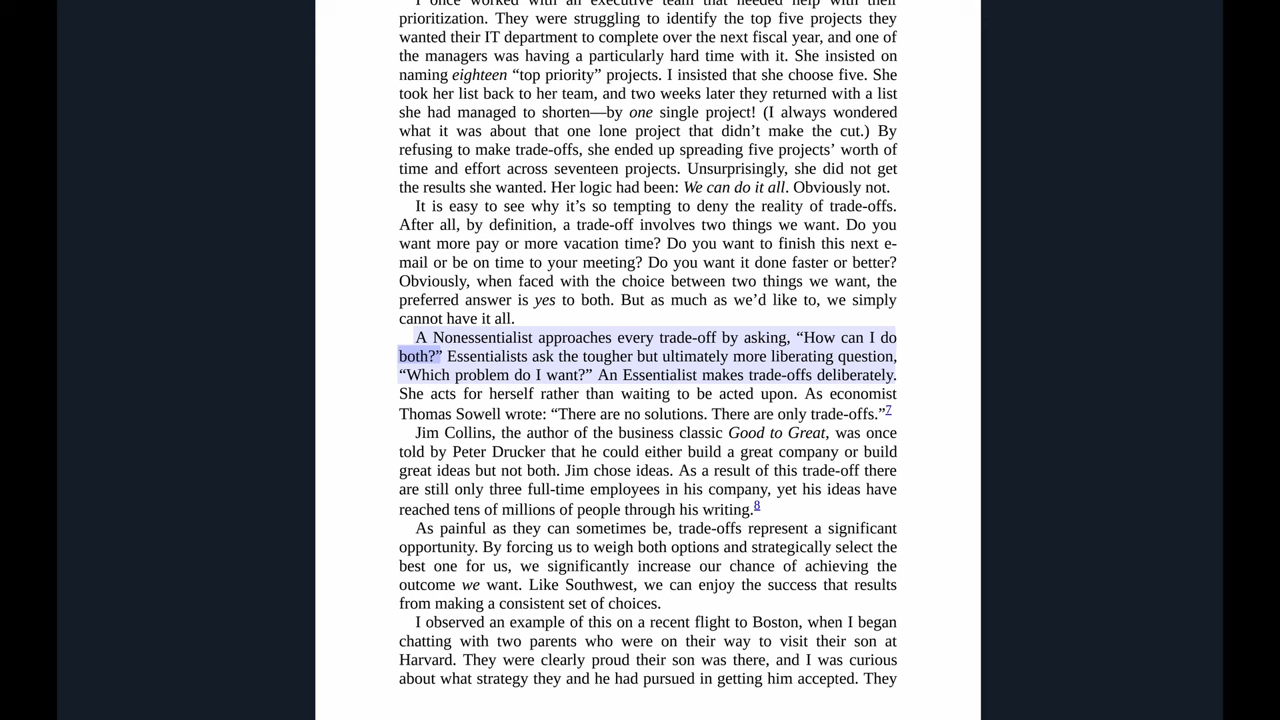 I once worked with an executive team that needed help with their
prioritization. They were struggling to identify the top five projects they
wanted their IT department to complete over the next fiscal year, and one of
the managers was having a particularly hard time with it. She insisted on
naming eighteen “top priority” projects. I insisted that she choose five. She
took her list back to her team, and two weeks later they returned with a list
she had managed to shorten—by one single project! (I always wondered
what it was about that one lone project that didn’t make the cut.) By
refusing to make trade-offs, she ended up spreading five projects’ worth of
time and effort across seventeen projects. Unsurprisingly, she did not get
the results she wanted. Her logic had been: We can do it all. Obviously not.
It is easy to see why it’s so tempting to deny the reality of trade-offs.
After all, by definition, a trade-off involves two things we want. Do you
want more pay or more vacation time? Do you want to finish this next e-
mail or be on time to your meeting? Do you want it done faster or better?
Obviously, when faced with the choice between two things we want, the
preferred answer is yes to both. But as much as we’d like to, we simply
cannot have it all.
A Nonessentialist approaches every trade-off by asking, “How can I do
both?” Essentialists ask the tougher but ultimately more liberating question,
“Which problem do I want?” An Essentialist makes trade-offs deliberately.
She acts for herself rather than waiting to be acted upon. As economist
Thomas Sowell wrote: “There are no solutions. There are only trade-offs.”7
Jim Collins, the author of the business classic Good to Great, was once
told by Peter Drucker that he could either build a great company or build
great ideas but not both. Jim chose ideas. As a result of this trade-off there
are still only three full-time employees in his company, yet his ideas have
reached tens of millions of people through his writing.8
As painful as they can sometimes be, trade-offs represent a significant
opportunity. By forcing us to weigh both options and strategically select the
best one for us, we significantly increase our chance of achieving the
outcome we want. Like Southwest, we can enjoy the success that results
from making a consistent set of choices.
I observed an example of this on a recent flight to Boston, when I began
chatting with two parents who were on their way to visit their son at
Harvard. They were clearly proud their son was there, and I was curious
about what strategy they and he had pursued in getting him accepted. They